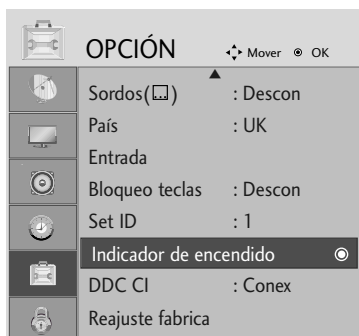 OPCIÓN Mover OK
Sordos( ) : Descon
País : UK
Entrada
Bloqueo teclas : Descon
Set ID : 1
Indicador de encendido
DDC CI : Conex
Reajuste fabrica